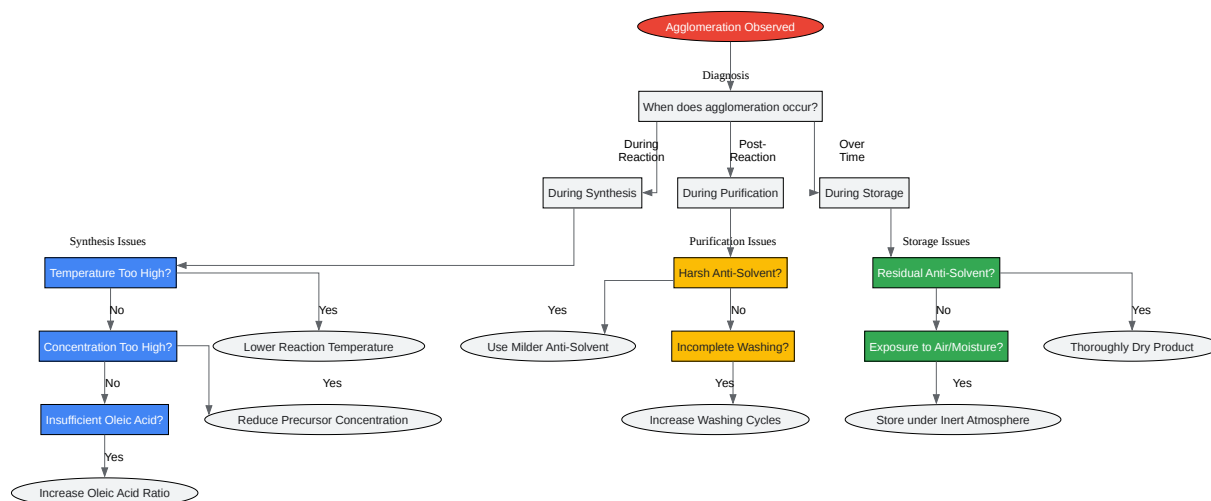 Agglomeration Observed
Diagnosis
When does agglomeration occur?
During
Reaction
Post-
Reaction
Over
Time
During Synthesis
During Purification
During Storage
Synthesis Issues
Purification Issues
Storage Issues
Temperature Too High?
Harsh Anti-Solvent?
Residual Anti-Solvent?
No
Yes
Yes
No
No
Yes
Concentration Too High?
Lower Reaction Temperature
Use Milder Anti-Solvent
Incomplete Washing?
Exposure to Air/Moisture?
Thoroughly Dry Product
No
Yes
Yes
Yes
Insufficient Oleic Acid?
Reduce Precursor Concentration
Increase Washing Cycles
Store under Inert Atmosphere
Yes
Increase Oleic Acid Ratio